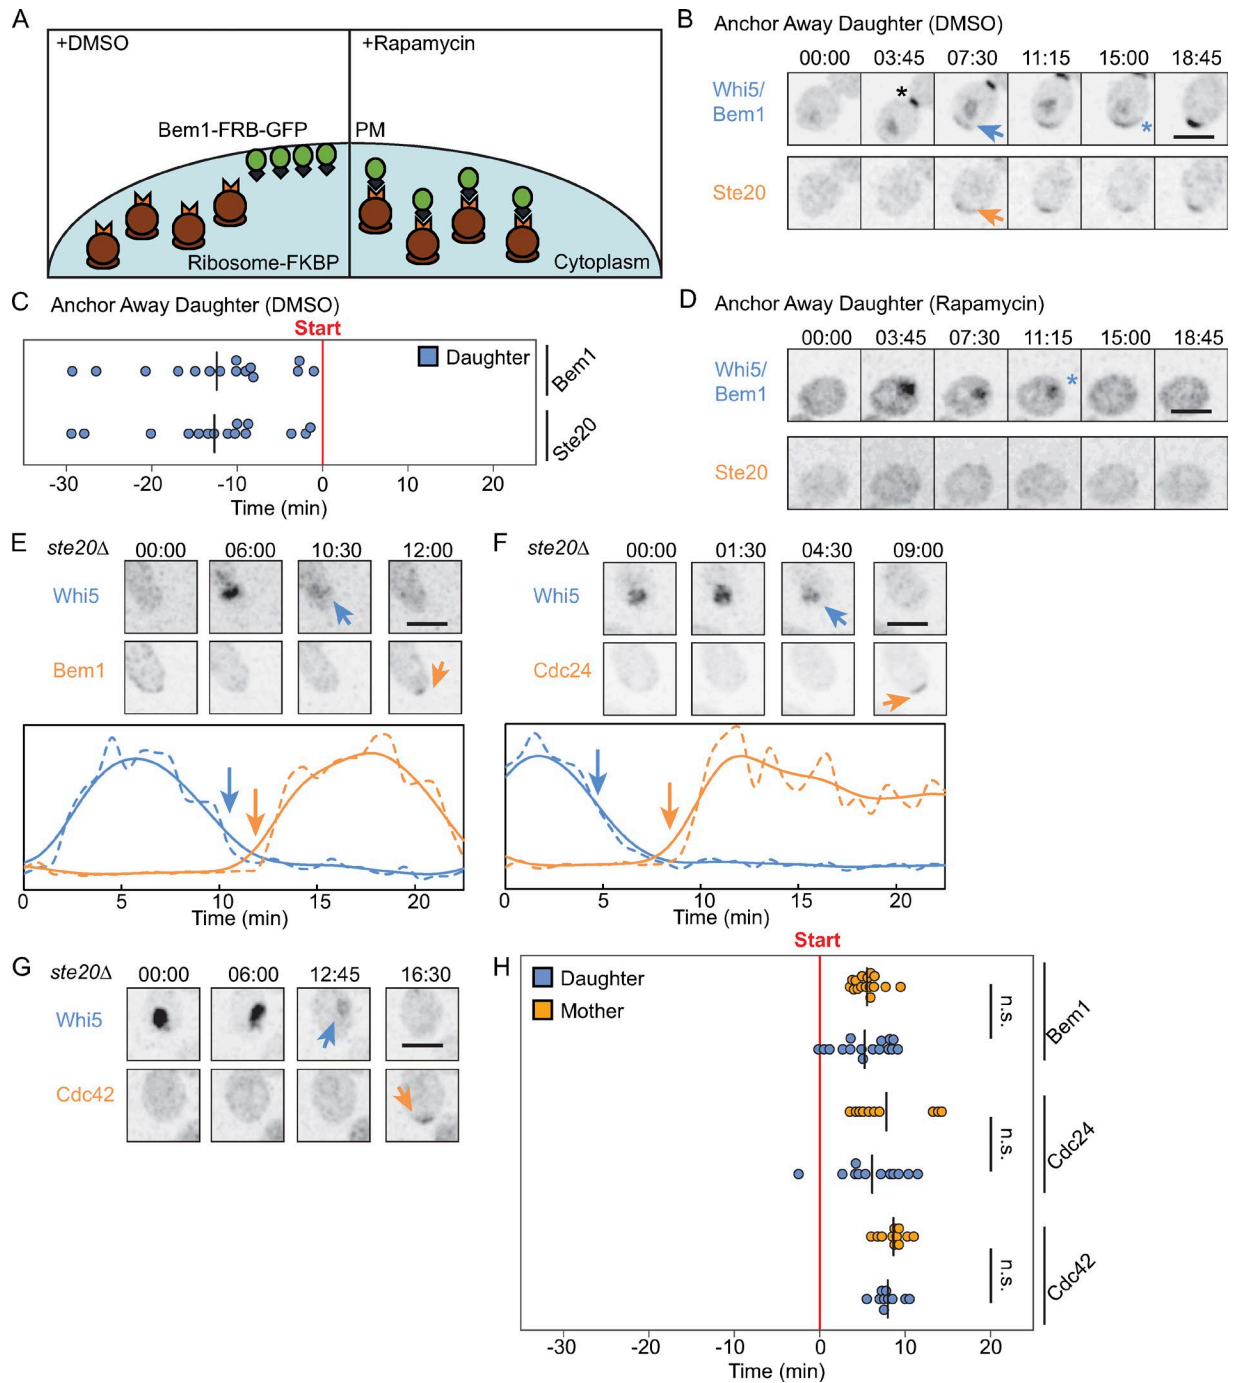 A
+DMSO
+Rapamycin
Bem1-FRB-GFP
PM
Ribosome-FKBP
Cytoplasm
B
Anchor Away Daughter (DMSO)
00:00 03:45 07:30 11:15 15:00 18:45
Whi5/
Bem1
*
*
Ste20
C
Anchor Away Daughter (DMSO)
Start
Daughter
Bem1
Ste20
-30 -20 -10 0 10 20
Time (min)
D
Anchor Away Daughter (Rapamycin)
00:00 03:45 07:30 11:15 15:00 18:45
Whi5/
Bem1
*
Ste20
E
ste20Δ
00:00 06:00 10:30 12:00
Whi5
Bem1
0 5 10 15 20
Time (min)
F
ste20Δ
00:00 01:30 04:30 09:00
Whi5
Cdc24
0 5 10 15 20
Time (min)
G
ste20Δ
00:00 06:00 12:45 16:30
Whi5
Cdc42
H
Start
Daughter
Mother
n.s.
Bem1
n.s.
Cdc24
n.s.
Cdc42
-30 -20 -10 0 10 20
Time (min)